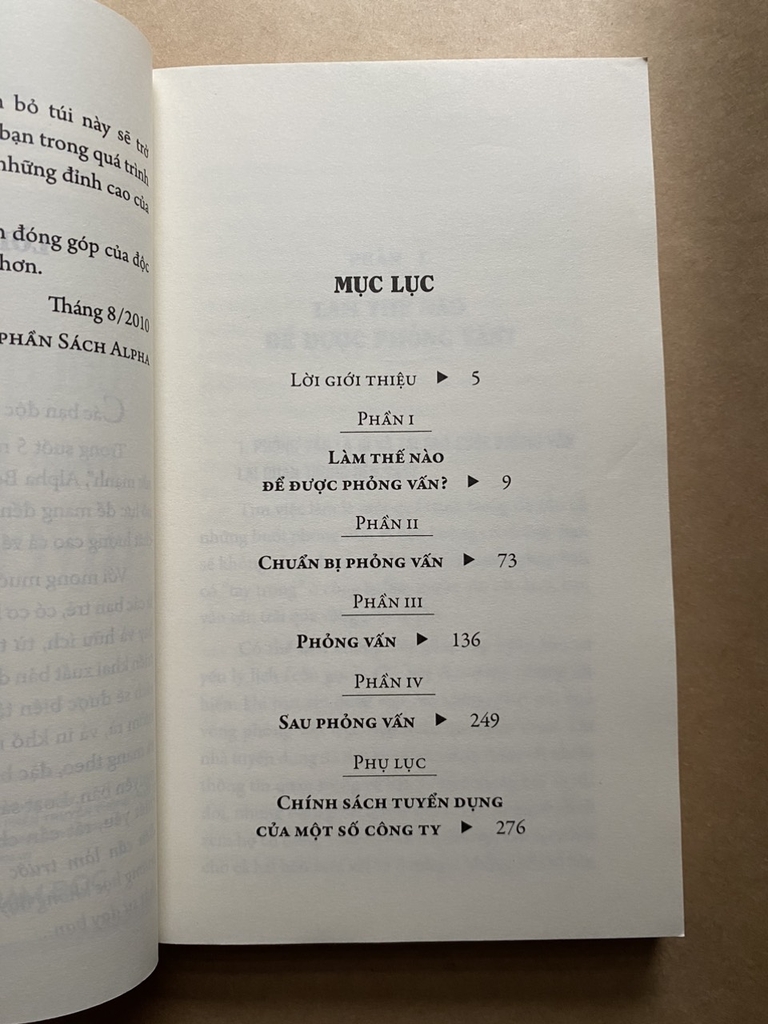 bỏ túi này sẽ trở
bạn trong quá trình
những đỉnh cao của
đóng góp của độc
hơn.
Tháng 8/2010
PHẦN SÁCH ALPHA
MỤC LỤC
LỜI GIỚI THIỆU ▶ 5
PHẦN I
LÀM THẾ NÀO
ĐỂ ĐƯỢC PHỎNG VẤN? ▶ 9
PHẦN II
CHUẨN BỊ PHỎNG VẤN ▶ 73
PHẦN III
PHỎNG VẤN ▶ 136
PHẦN IV
SAU PHỎNG VẤN ▶ 249
PHỤ LỤC
CHÍNH SÁCH TUYỂN DỤNG
CỦA MỘT SỐ CÔNG TY ▶ 276